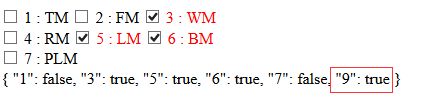 1 : TM 2 : FM 3 : WM
4 : RM 5 : LM 6 : BM
7 : PLM
{ "1": false, "3": true, "5": true, "6": true, "7": false, "9": true }